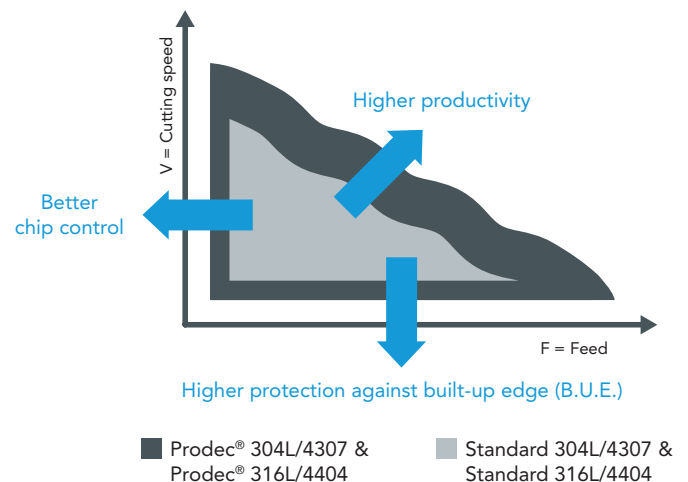 V = Cutting speed
Higher productivity
Better
chip control
F = Feed
Higher protection against built-up edge (B.U.E.)
Prodec® 304L/4307 &
Prodec® 316L/4404
Standard 304L/4307 &
Standard 316L/4404